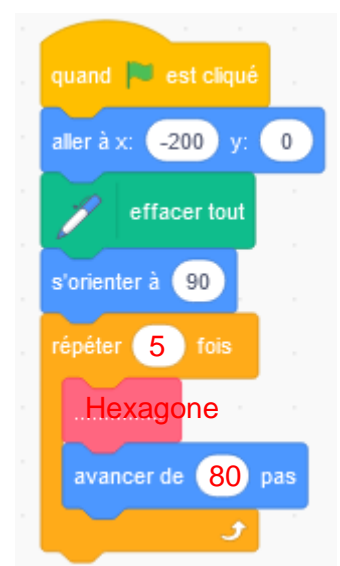 quand est cliqué
aller à x: -200 y: 0
effacer tout
s'orienter à 90
répéter 5 fois
Hexagone
avancer de 80 pas